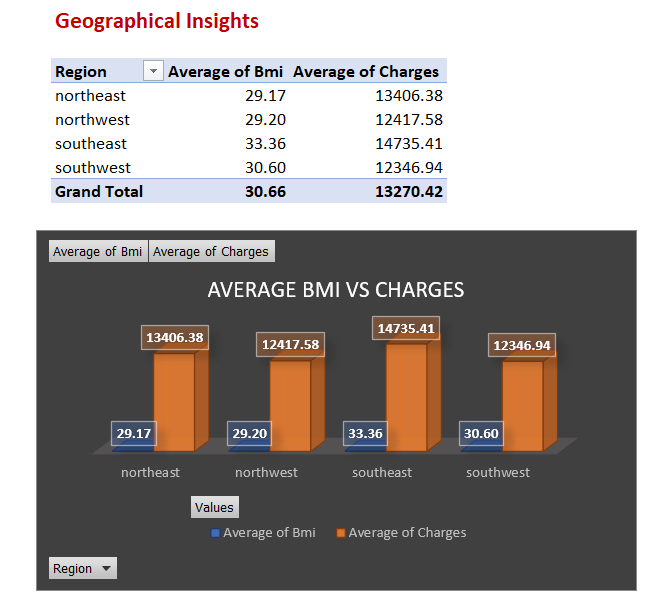 Geographical Insights
Region Average of Bmi Average of Charges
northeast 29.17 13406.38
northwest 29.20 12417.58
southeast 33.36 14735.41
southwest 30.60 12346.94
Grand Total 30.66 13270.42
Average of Bmi Average of Charges
AVERAGE BMI VS CHARGES
13406.38 12417.58 14735.41 12346.94
29.17 29.20 33.36 30.60
northeast northwest southeast southwest
Values
Average of Bmi Average of Charges
Region